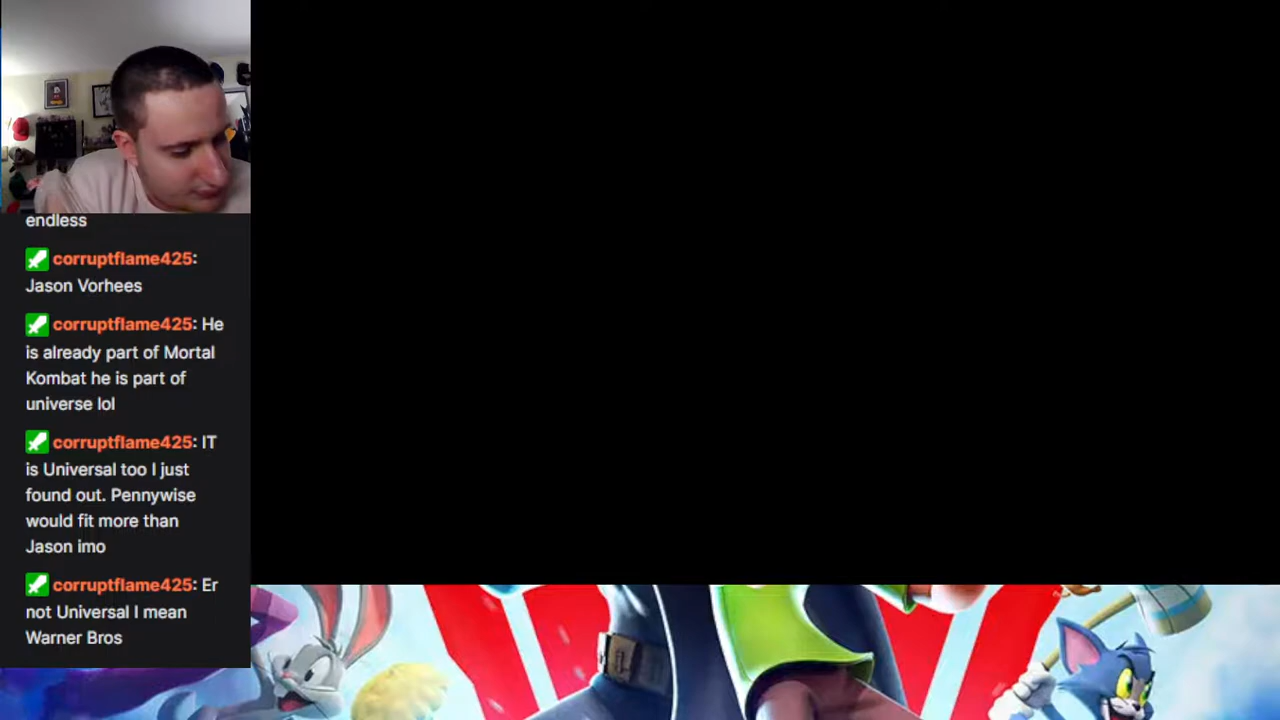 endless
corruptflame425:
Jason Vorhees
corruptflame425: He
is already part of Mortal
Kombat he is part of
universe lol
corruptflame425: IT
is Universal too I just
found out. Pennywise
would fit more than
Jason imo
corruptflame425: Er
not Universal I mean
Warner Bros